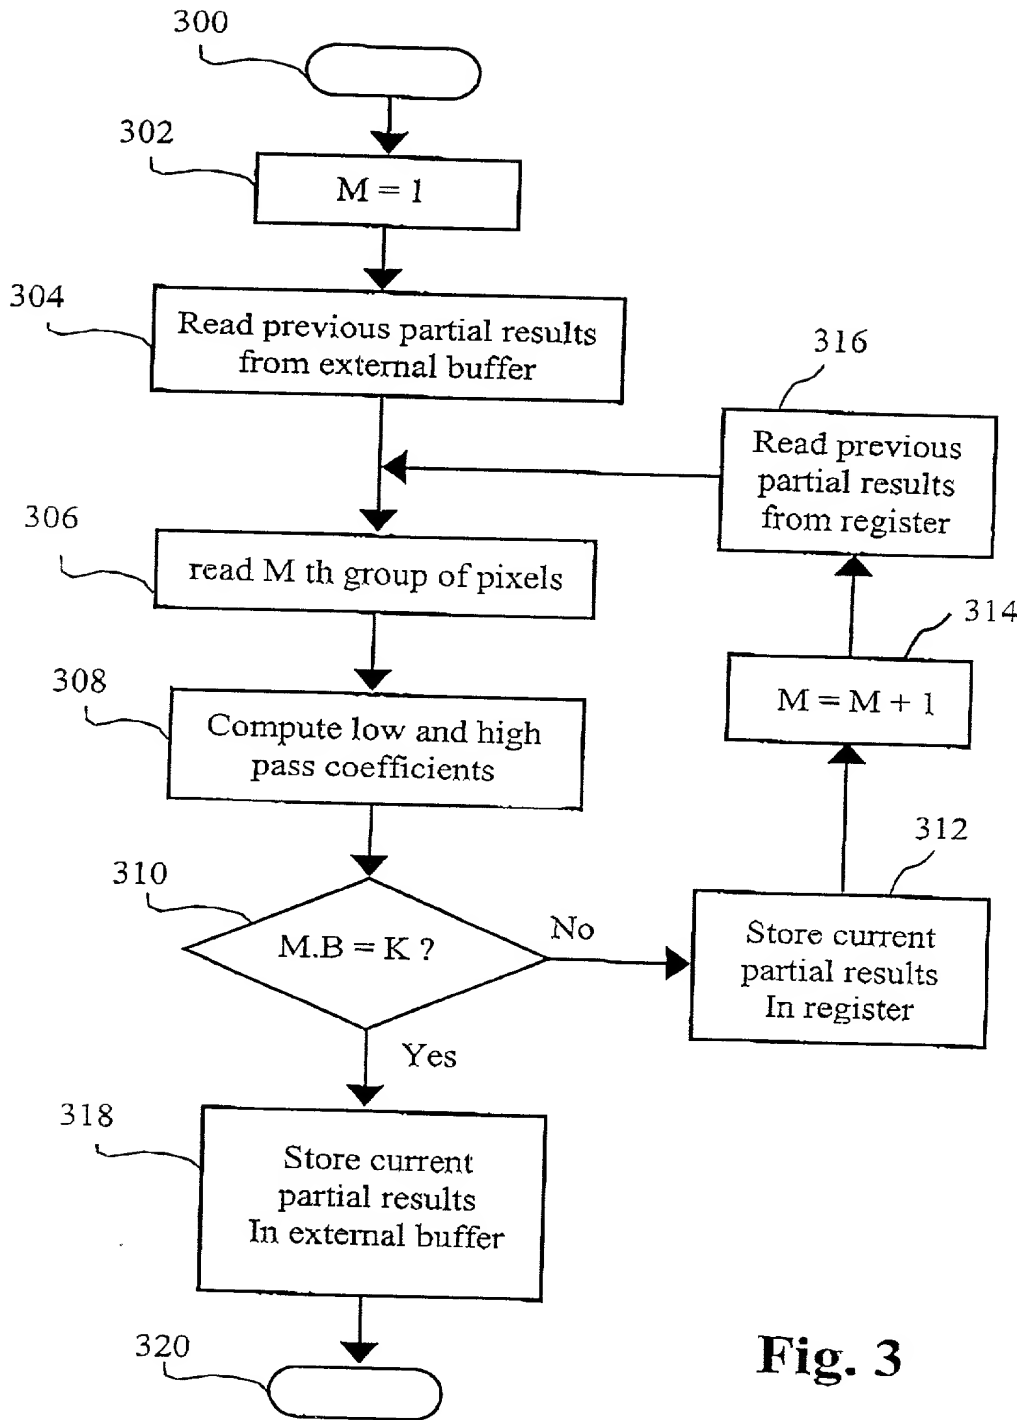 300
302
M = 1
304
Read previous partial results
from external buffer
316
Read previous
partial results
from register
306
read M th group of pixels
314
M = M + 1
308
Compute low and high
pass coefficients
312
310
M.B = K ?
No
Store current
partial results
In register
Yes
318
Store current
partial results
In external buffer
320
Fig. 3